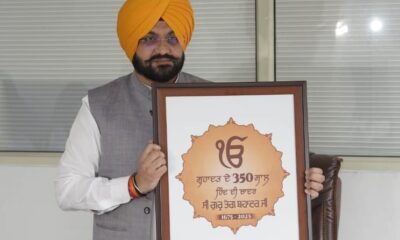 ੴ
ਸ਼ਹਾਦਤ ਦੇ 350 ਸਾਲ
ਹਿੰਦ ਦੀ ਚਾਦਰ
ਸ੍ਰੀ ਗੁਰੂ ਤੇਗ ਬਹਾਦਰ ਜੀ
1675 - 2025